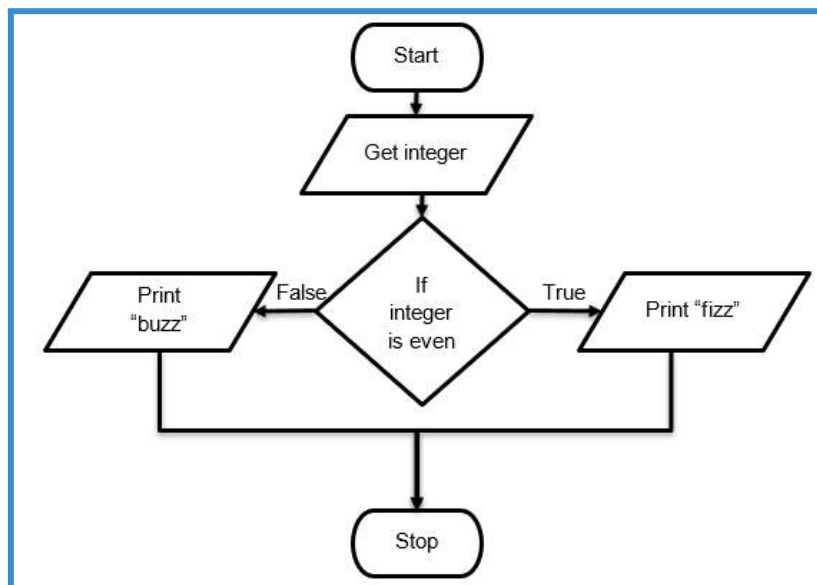 Start
Get integer
If
integer
is even
False
True
Print
“buzz”
Print “fizz”
Stop